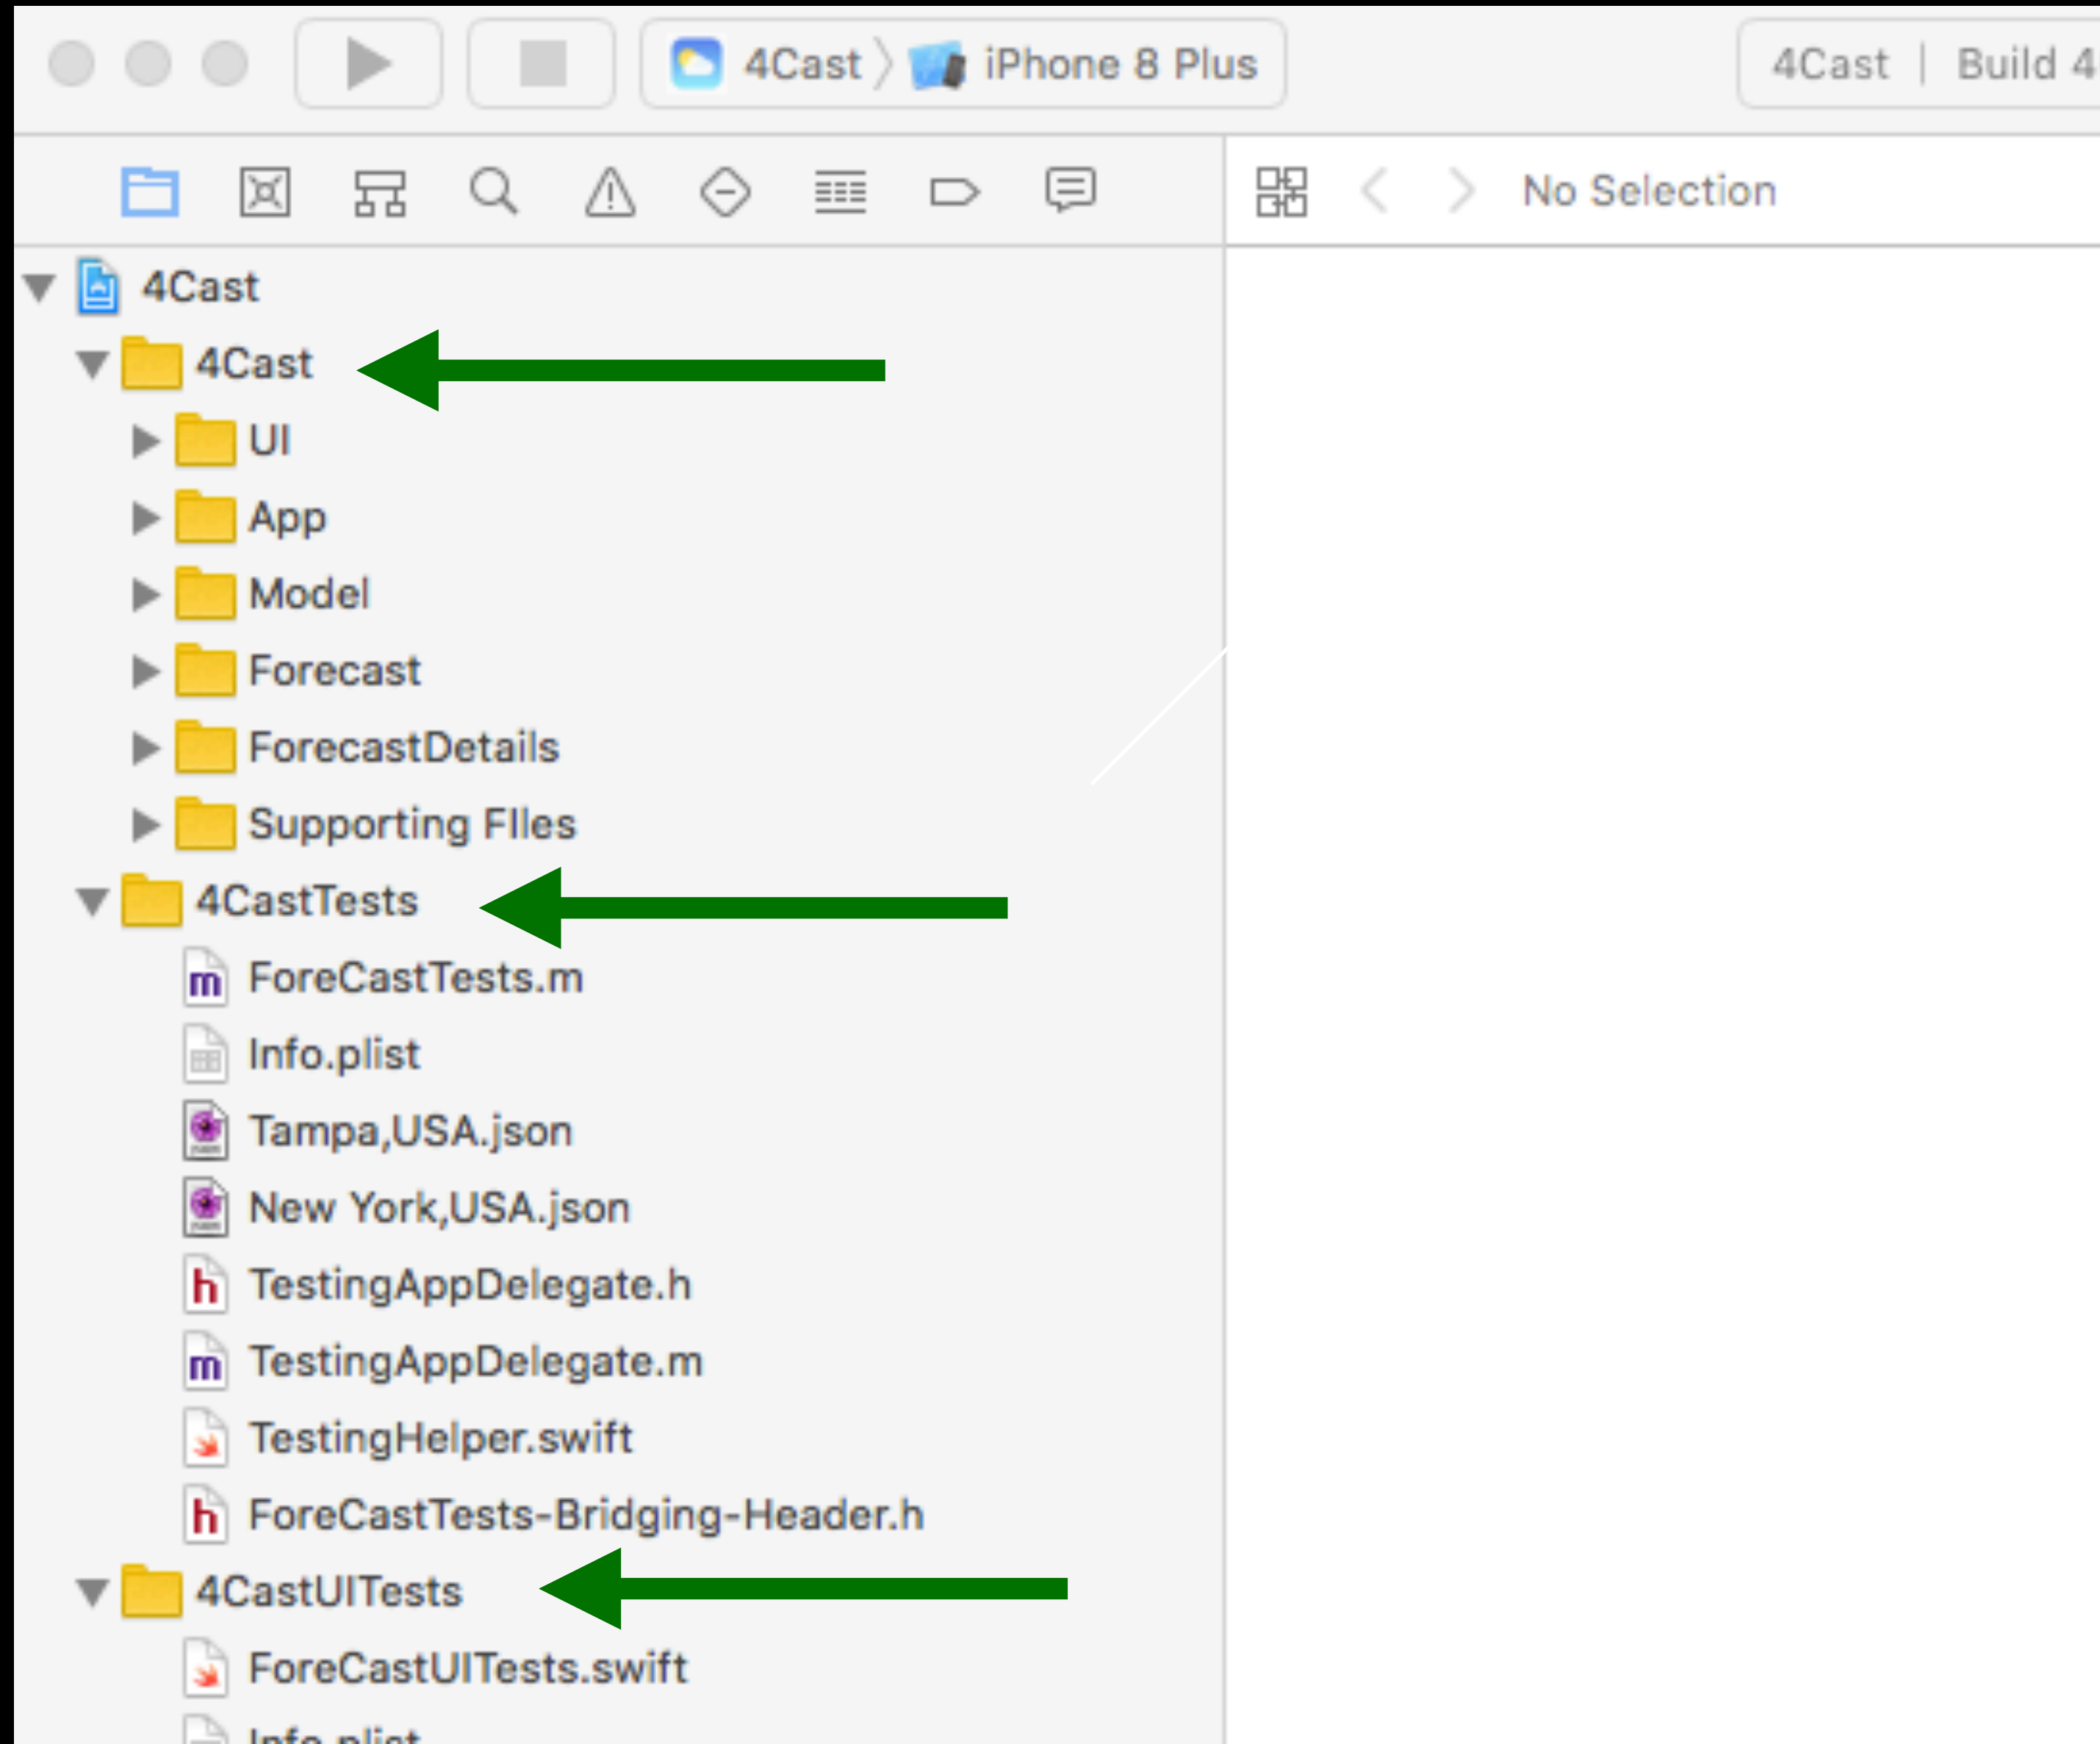 4Cast iPhone 8 Plus
4Cast | Build 4
No Selection
4Cast
4Cast
UI
App
Model
Forecast
ForecastDetails
Supporting FIles
4CastTests
ForeCastTests.m
Info.plist
Tampa,USA.json
New York,USA.json
TestingAppDelegate.h
TestingAppDelegate.m
TestingHelper.swift
ForeCastTests-Bridging-Header.h
4CastUITests
ForeCastUITests.swift
Info.plist